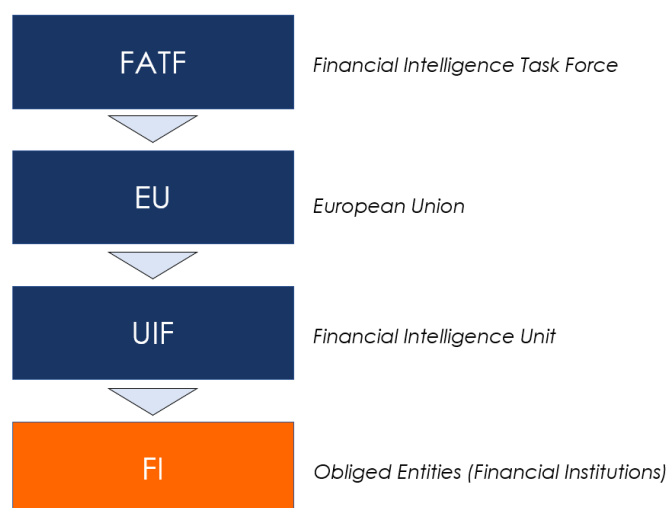 FATF
Financial Intelligence Task Force
EU
European Union
UIF
Financial Intelligence Unit
FI
Obliged Entities (Financial Institutions)